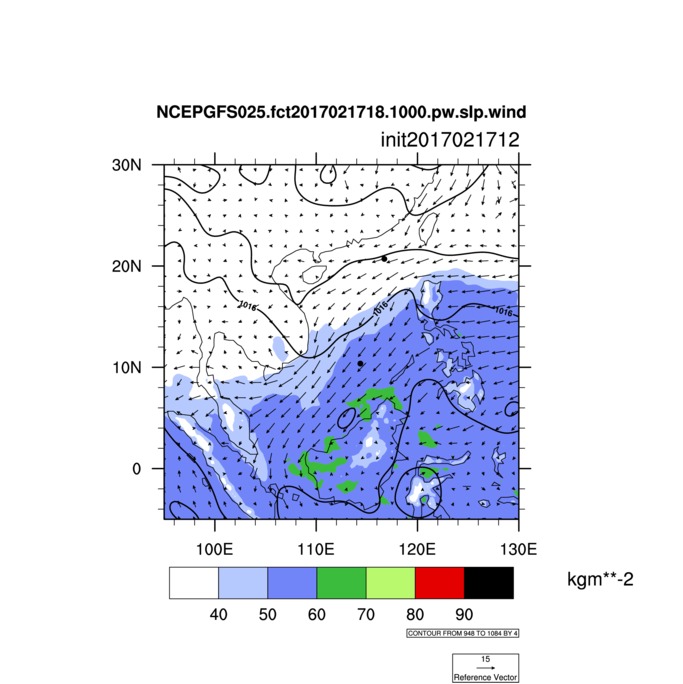 NCEPGFS025.fct2017021718.1000.pw.slp.wind
init2017021712
30N
20N
10N
0
1016
1016
1016
100E 110E 120E 130E
40 50 60 70 80 90
kgm**-2
CONTOUR FROM 948 TO 1084 BY 4
15
Reference Vector